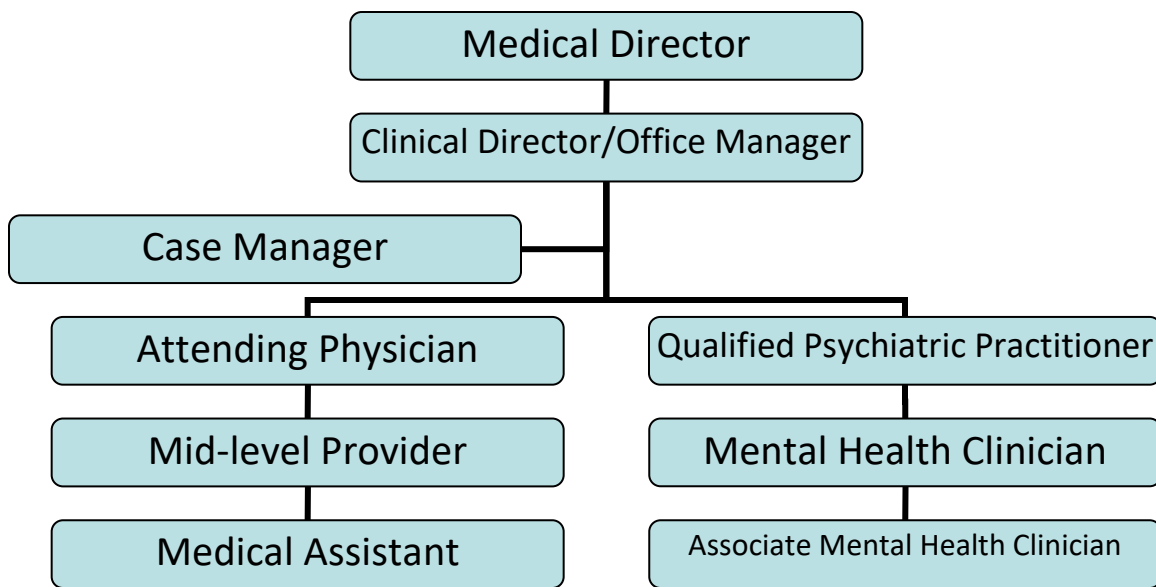 Medical Director
Clinical Director/Office Manager
Case Manager
Attending Physician
Qualified Psychiatric Practitioner
Mid-level Provider
Mental Health Clinician
Medical Assistant
Associate Mental Health Clinician